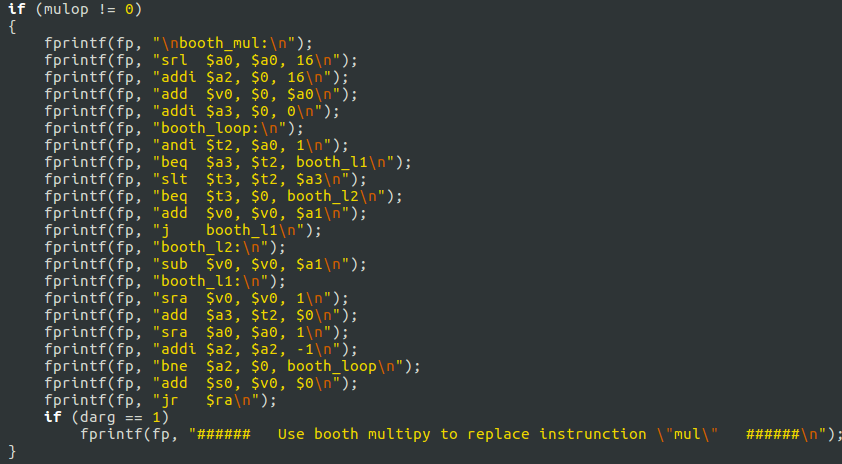 if (mulop != 0)
{
    fprintf(fp, "\nbooth_mul:\n");
    fprintf(fp, "srl  $a0, $a0, 16\n");
    fprintf(fp, "addi $a2, $0, 16\n");
    fprintf(fp, "add  $v0, $0, $a0\n");
    fprintf(fp, "addi $a3, $0, 0\n");
    fprintf(fp, "booth_loop:\n");
    fprintf(fp, "andi $t2, $a0, 1\n");
    fprintf(fp, "beq  $a3, $t2, booth_l1\n");
    fprintf(fp, "slt  $t3, $t2, $a3\n");
    fprintf(fp, "beq  $t3, $0, booth_l2\n");
    fprintf(fp, "add  $v0, $v0, $a1\n");
    fprintf(fp, "j    booth_l1\n");
    fprintf(fp, "booth_l2:\n");
    fprintf(fp, "sub  $v0, $v0, $a1\n");
    fprintf(fp, "booth_l1:\n");
    fprintf(fp, "sra  $v0, $v0, 1\n");
    fprintf(fp, "add  $a3, $t2, $0\n");
    fprintf(fp, "sra  $a0, $a0, 1\n");
    fprintf(fp, "addi $a2, $a2, -1\n");
    fprintf(fp, "bne  $a2, $0, booth_loop\n");
    fprintf(fp, "add  $s0, $v0, $0\n");
    fprintf(fp, "jr   $ra\n");
    if (darg == 1)
        fprintf(fp, "######   Use booth multipy to replace instrunction \"mul\"   ######\n");
}